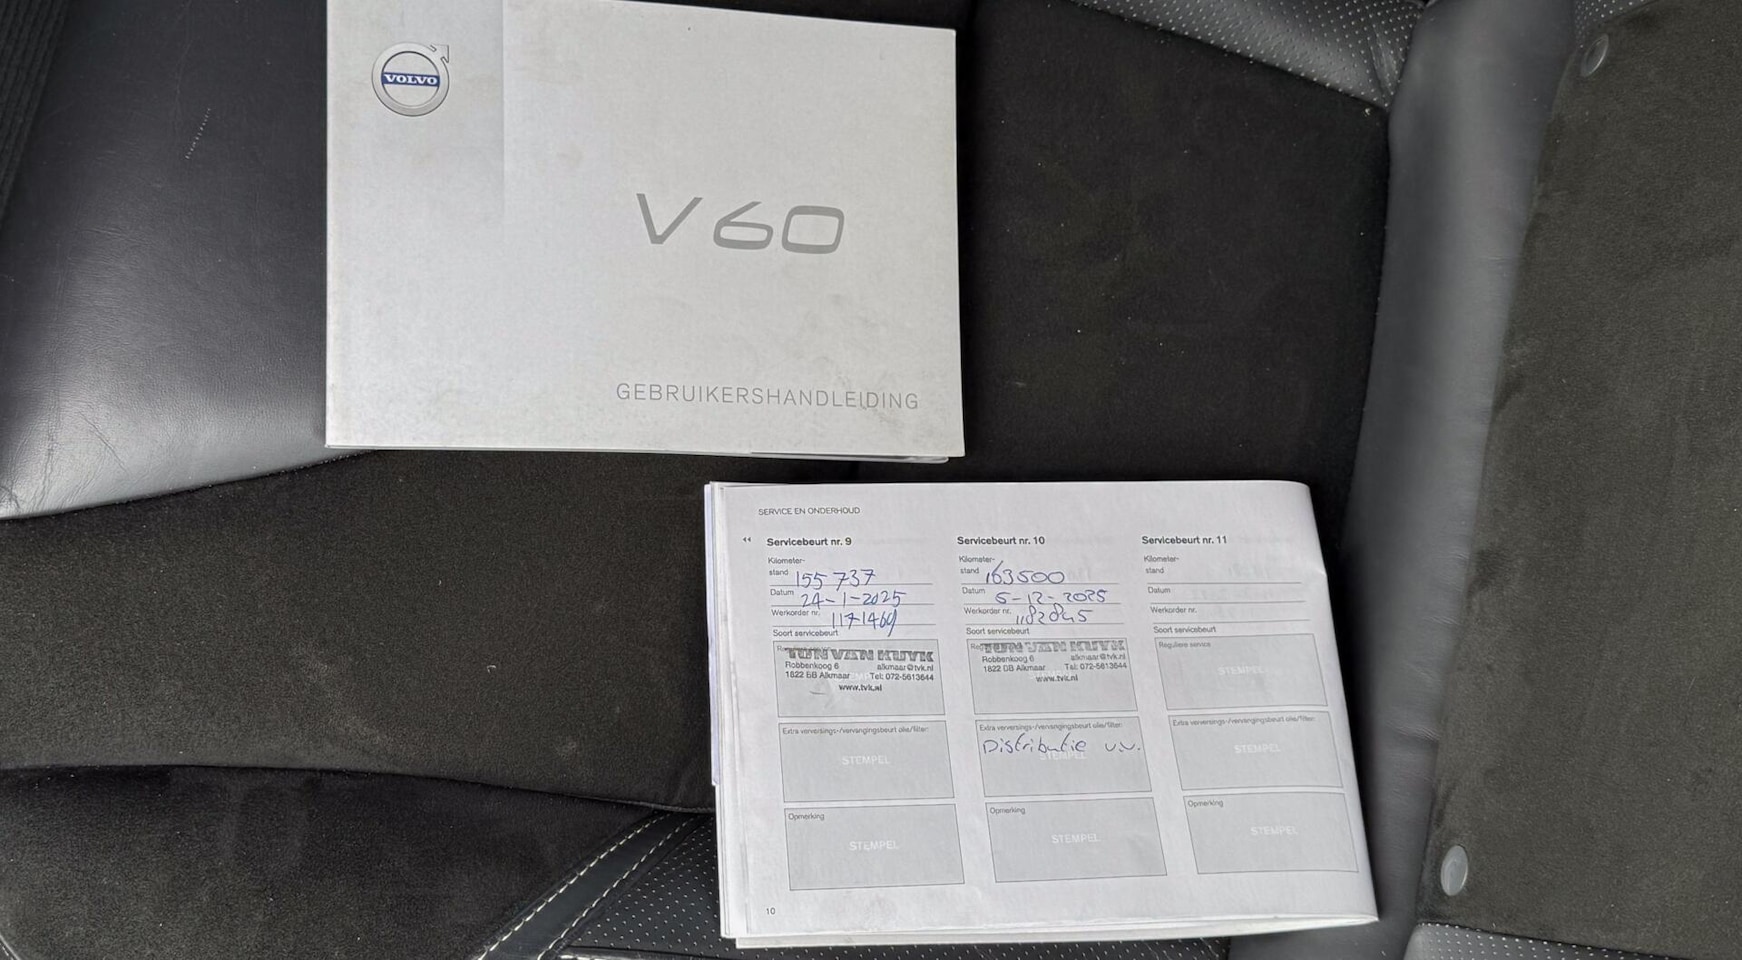 VOLVO
V60
GEBRUIKERSHANDLEIDING
SERVICE EN ONDERHOUD
Servicebeurt nr. 9
Kilometer-
stand 155 737
Datum 24-1-2025
Werkorder nr. 1171469
Soort servicebeurt
TON VAN KUYK
Robbenkoog 6 alkmaar@tvk.nl
1822 BB Alkmaar Tel: 072-5613644
www.tvk.nl
Extra verversings-/vervangingsbeurt olie/filter:
STEMPEL
Opmerking
STEMPEL
Servicebeurt nr. 10
Kilometer-
stand 163500
Datum 5-12-2025
Werkorder nr. 1182845
Soort servicebeurt
TON VAN KUYK
Robbenkoog 6 alkmaar@tvk.nl
1822 BB Alkmaar Tel: 072-5613644
www.tvk.nl
Extra verversings-/vervangingsbeurt olie/filter:
Distributie v.v.
STEMPEL
Opmerking
STEMPEL
Servicebeurt nr. 11
Kilometer-
stand
Datum
Werkorder nr.
Soort servicebeurt
Reguliere service
STEMPEL
Extra verversings-/vervangingsbeurt olie/filter:
STEMPEL
Opmerking
STEMPEL
10